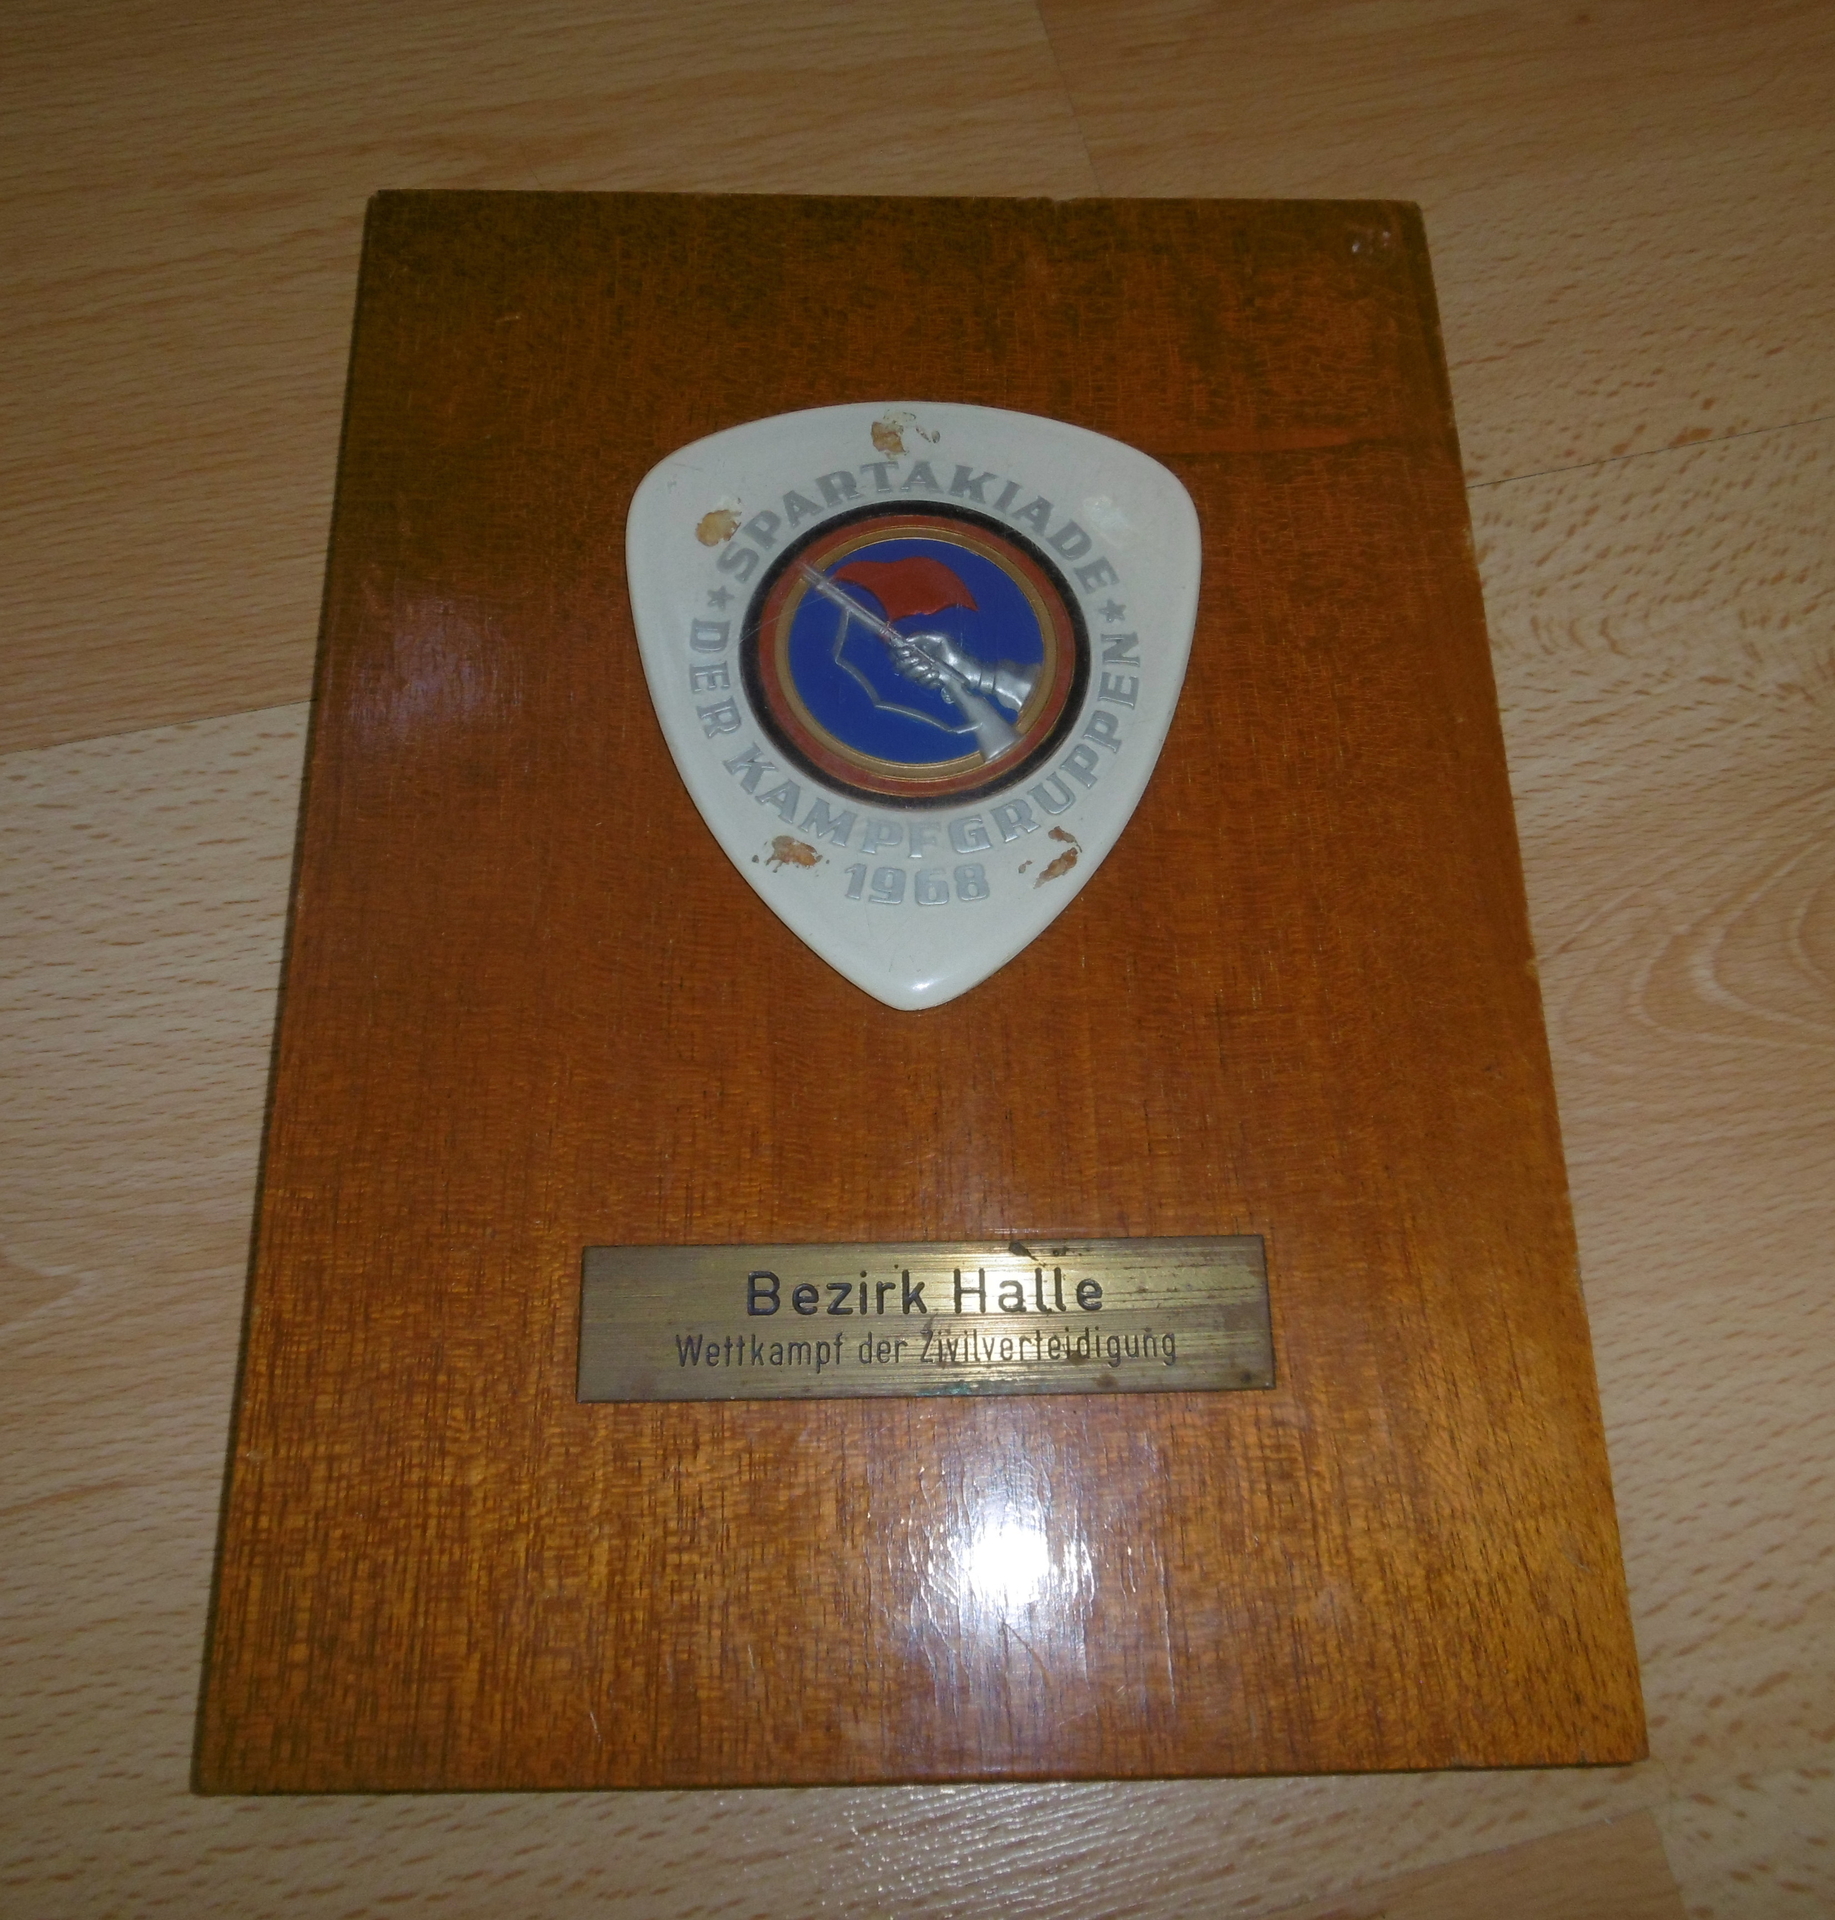 SPARTAKIADE
DER KAMPFGRUPPEN
1968
Bezirk Halle
Wettkampf der Zivilverteidigung